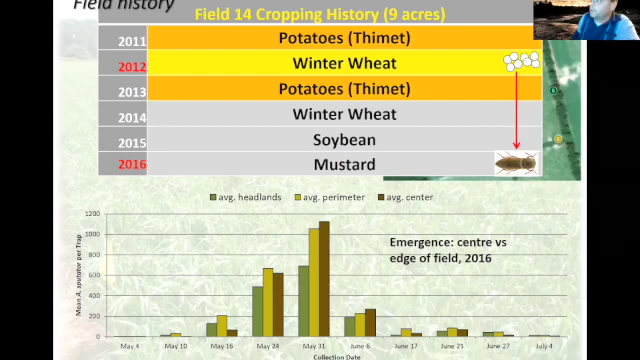 Field history
Field 14 Cropping History (9 acres)
2011 Potatoes (Thimet)
2012 Winter Wheat
2013 Potatoes (Thimet)
2014 Winter Wheat
2015 Soybean
2016 Mustard
avg. headlands avg. perimeter avg. center
Emergence: centre vs
edge of field, 2016
Mean A. sputator per Trap
1200
1000
800
600
400
200
0
May 4 May 10 May 16 May 24 May 31 June 6 June 17 June 21 June 27 July 4
Collection Date